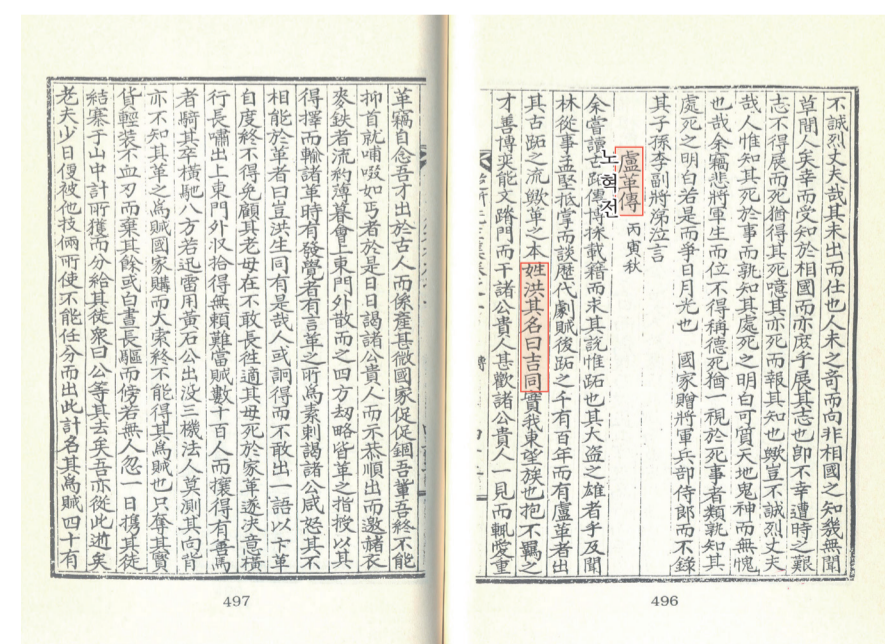 不誠烈丈夫哉其未出而仕也人未之奇而向非相國之知幾無聞
草間人矣幸而受知於相國而亦庶乎展其志也卽不幸遭時之艱
志不得展而死猶得其死噫其亦死而報其知也歟豈不誠烈丈夫
哉人惟知其死於事而孰知其處死之明白可質天地鬼神而無愧
也哉余竊悲將軍生而位不得稱德死猶一視於死事者類孰知其
處死之明白若是而爭日月光也 國家贈將軍兵部侍郎而不錄
其子孫李副將涕泣言
盧革傳 丙寅秋
노혁전
余嘗讀古跖傳博採載籍而求其說惟跖也其大盜之雄者乎及聞
林從事孟堅抵掌而談歷代劇賊後跖之千有百年而有盧革者出
其古跖之流歟革之本姓洪其名曰吉同實我東望族也抱不羈之
才善博奕能文踏門而干諸公貴人甚歡諸公貴人一見而輒愛重
496
革竊自念吾才出於古人而係產甚微國家促促錮吾輩吾終不能
抑首就哺啜如丐者於是日日謁諸公貴人而示恭順出而邀諸衣
麥鉄者流約薄暮會上東門外散而之四方刼略皆革之指授以其
得擇而輸諸革時有發覺者有言革之所爲素刺謁諸公咸怒其不
相能於革者曰豈洪生同有是哉人或詗得而不敢出一語以卞革
自度終不得免顧其老母在不敢長徃適其母死於家革遂決意橫
行長嘯出上東門外收拾得無賴難當賊數十百人而攘得有善馬
者騎其卒橫馳八方若迅雷用黃石公出沒三機法人莫測其向背
亦不知其革之爲賊國家購而大索終不能得其爲賊也只奪其寶
貨輕裝不血刃而棄其餘或白晝長驅而傍若無人忽一日携其徒
結寨于山中計所獲而分給其徒衆曰公等其去矣吾亦從此逝矣
老夫少日僾被他技倆所使不能任分而出此計名其爲賊四十有
497